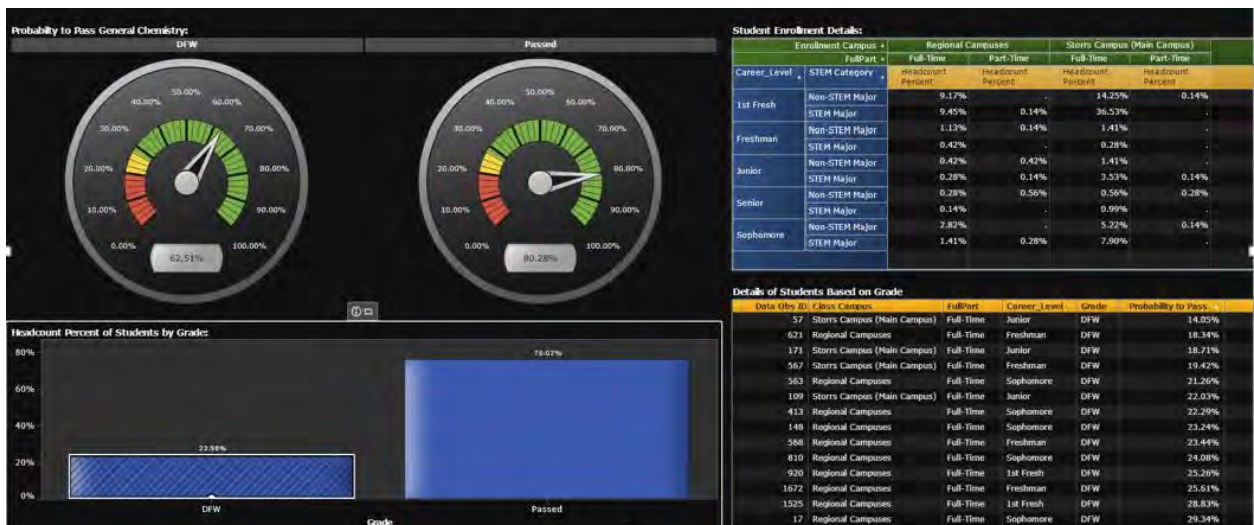 Probabilty to Pass General Chemistry:
DFW Passed
0.00% 10.00% 20.00% 30.00% 40.00% 50.00% 60.00% 70.00% 80.00% 90.00% 100.00%
62.51%
0.00% 10.00% 20.00% 30.00% 40.00% 50.00% 60.00% 70.00% 80.00% 90.00% 100.00%
80.28%
Headcount Percent of Students by Grade:
80%
60%
40%
20%
0%
DFW Passed
Grade
Student Enrollment Details:
Enrollment Campus Regional Campuses Storrs Campus (Main Campus)
FullPart Full-Time Part-Time Full-Time Part-Time
Career_Level STEM Category Headcount Percent Headcount Percent Headcount Percent Headcount Percent
1st Fresh Non-STEM Major 9.17% . 14.25% 0.14%
STEM Major 9.45% 0.14% 36.53% .
Freshman Non-STEM Major 1.13% 0.14% 1.41% .
STEM Major 0.42% . 0.28% .
Junior Non-STEM Major 0.42% 0.42% 1.41% .
STEM Major 0.28% 0.14% 3.53% 0.14%
Senior Non-STEM Major 0.28% 0.56% 0.56% 0.28%
STEM Major 0.14% . 0.99% .
Sophomore Non-STEM Major 2.82% . 5.22% 0.14%
STEM Major 1.41% 0.28% 7.90% .
Details of Students Based on Grade
Data Obs ID Class Campus FullPart Career_Level Grade Probability to Pass
57 Storrs Campus (Main Campus) Full-Time Junior DFW 14.05%
621 Regional Campuses Full-Time Freshman DFW 18.34%
171 Storrs Campus (Main Campus) Full-Time Junior DFW 18.71%
567 Storrs Campus (Main Campus) Full-Time Freshman DFW 19.42%
563 Regional Campuses Full-Time Sophomore DFW 21.26%
109 Storrs Campus (Main Campus) Full-Time Junior DFW 22.03%
413 Regional Campuses Full-Time Sophomore DFW 22.29%
148 Regional Campuses Full-Time Sophomore DFW 23.24%
568 Regional Campuses Full-Time Freshman DFW 23.44%
810 Regional Campuses Full-Time Sophomore DFW 24.08%
920 Regional Campuses Full-Time 1st Fresh DFW 25.26%
1672 Regional Campuses Full-Time Freshman DFW 25.61%
1525 Regional Campuses Full-Time 1st Fresh DFW 28.83%
17 Regional Campuses Full-Time Sophomore DFW 29.34%